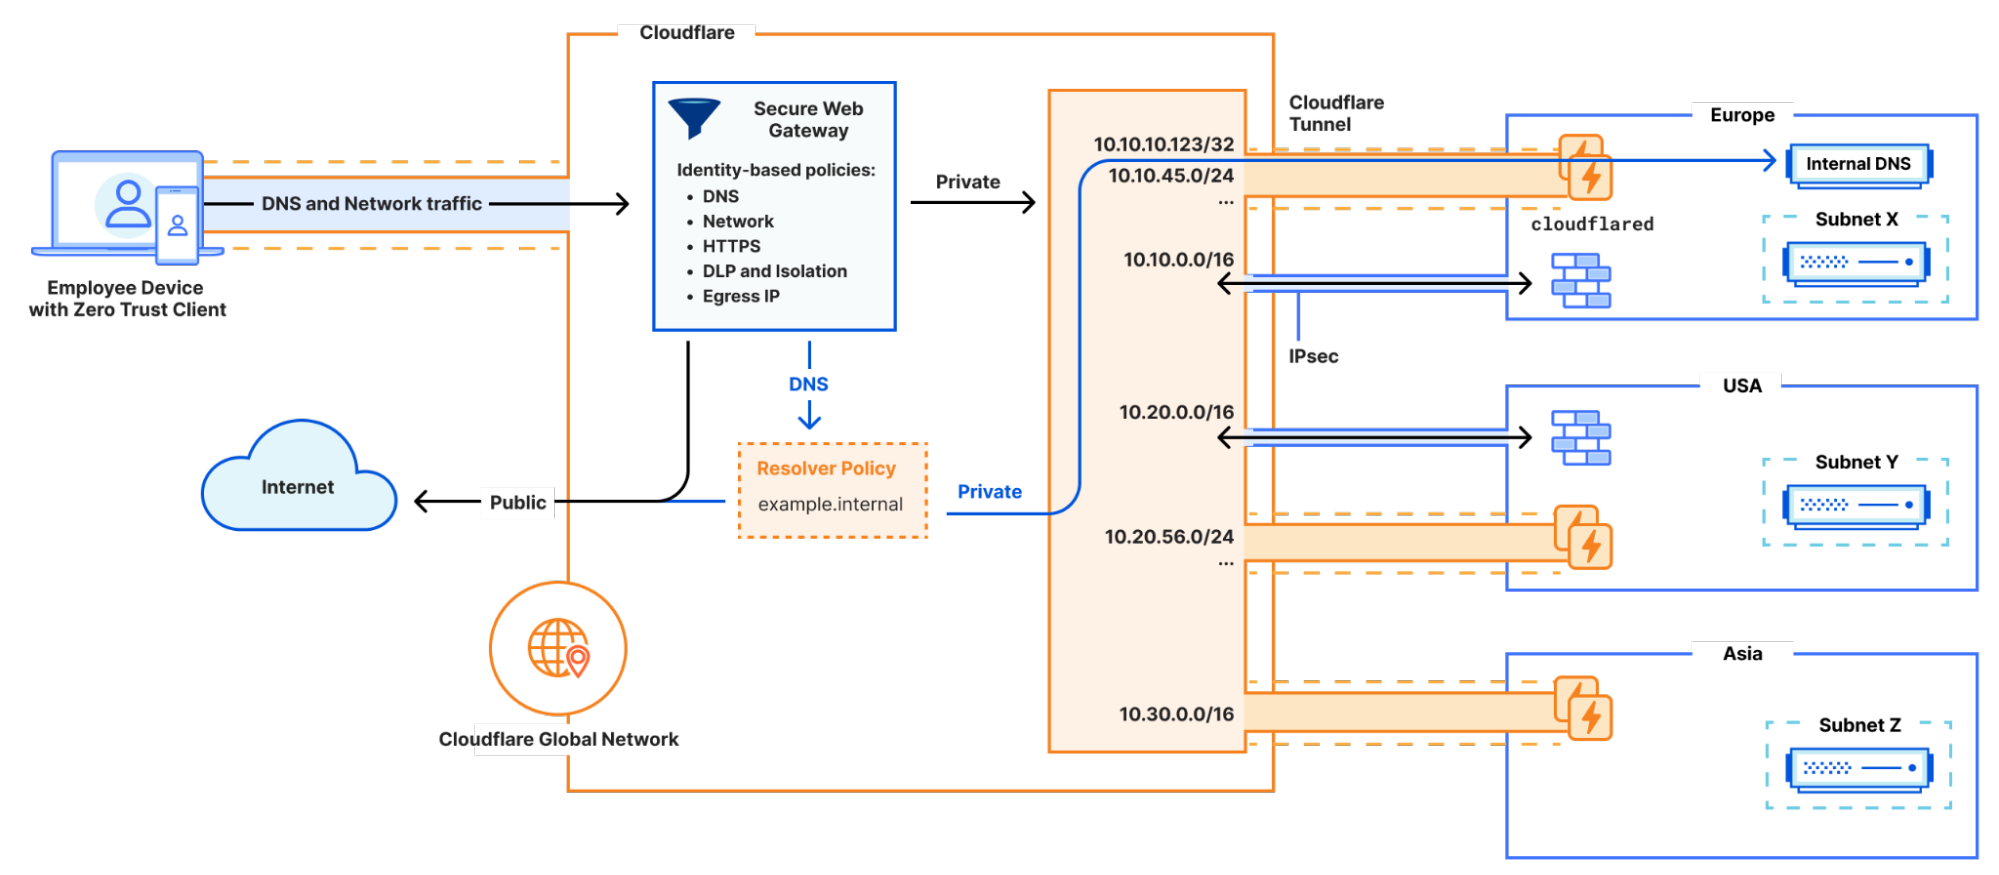 Cloudflare
Secure Web
Gateway
Identity-based policies:
• DNS
• Network
• HTTPS
• DLP and Isolation
• Egress IP
DNS and Network traffic
Employee Device
with Zero Trust Client
Private
DNS
Resolver Policy
example.internal
Private
Public
Internet
Cloudflare Global Network
10.10.10.123/32
10.10.45.0/24
...
10.10.0.0/16
10.20.0.0/16
10.20.56.0/24
...
10.30.0.0/16
Cloudflare
Tunnel
IPsec
Europe
Internal DNS
cloudflared
Subnet X
USA
Subnet Y
Asia
Subnet Z